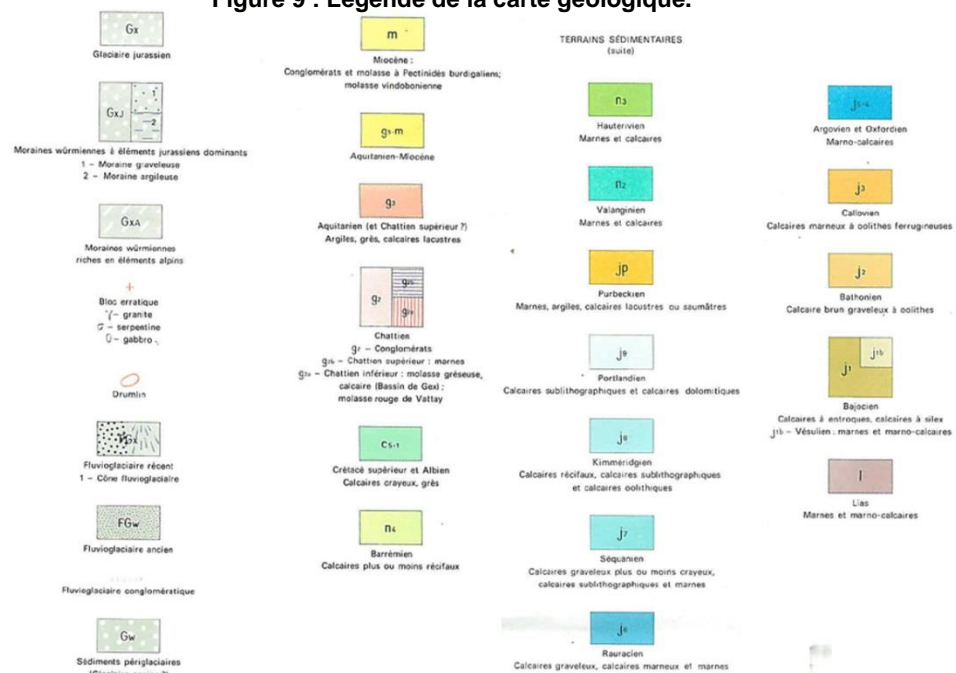 Figure 9 : Légende de la carte géologique.
Gx
Glaciaire jurassien
GxJ
1
2
Moraines würmiennes à éléments jurassiens dominants
1 – Moraine graveleuse
2 – Moraine argileuse
GxA
Moraines würmiennes
riches en éléments alpins
Bloc erratique
γ – granite
– serpentine
– gabbro
Drumlin
Fluvioglaciaire récent
1 – Cône fluvioglaciaire
FGw
Fluvioglaciaire ancien
Fluvioglaciaire conglomératique
Gw
Sédiments périglaciaires
m
Miocène :
Conglomérats et molasse à Pectinidés burdigaliens;
molasse vindobonienne
g3-m
Aquitanien-Miocène
g3
Aquitanien (et Chattien supérieur ?)
Argiles, grès, calcaires lacustres
g2
g2b
g2a
Chattien
g2 – Conglomérats
g2b – Chattien supérieur : marnes
g2a – Chattien inférieur : molasse gréseuse,
calcaire (Bassin de Gex) ;
molasse rouge de Vattay
C5-1
Crétacé supérieur et Albien
Calcaires crayeux, grès
n4
Barrémien
Calcaires plus ou moins récifaux
TERRAINS SÉDIMENTAIRES
(suite)
n3
Hauterivien
Marnes et calcaires
n2
Valanginien
Marnes et calcaires
jp
Purbeckien
Marnes, argiles, calcaires lacustres ou saumâtres
j9
Portlandien
Calcaires sublithographiques et calcaires dolomitiques
j8
Kimméridgien
Calcaires récifaux, calcaires sublithographiques
et calcaires oolithiques
j7
Séquanien
Calcaires graveleux plus ou moins crayeux,
calcaires sublithographiques et marnes
j6
Rauracien
Calcaires graveleux, calcaires marneux et marnes
j5-4
Argovien et Oxfordien
Marno-calcaires
j3
Callovien
Calcaires marneux à oolithes ferrugineuses
j2
Bathonien
Calcaire brun graveleux à oolithes
j1
j1b
Bajocien
Calcaires à entroques, calcaires à silex
j1b – Vésulien : marnes et marno-calcaires
l
Lias
Marnes et marno-calcaires